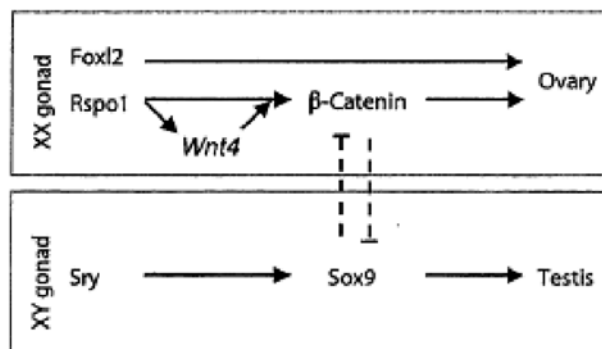 XX gonad
Foxl2
Rspo1
Wnt4
β-Catenin
Ovary
XY gonad
Sry
Sox9
Testis